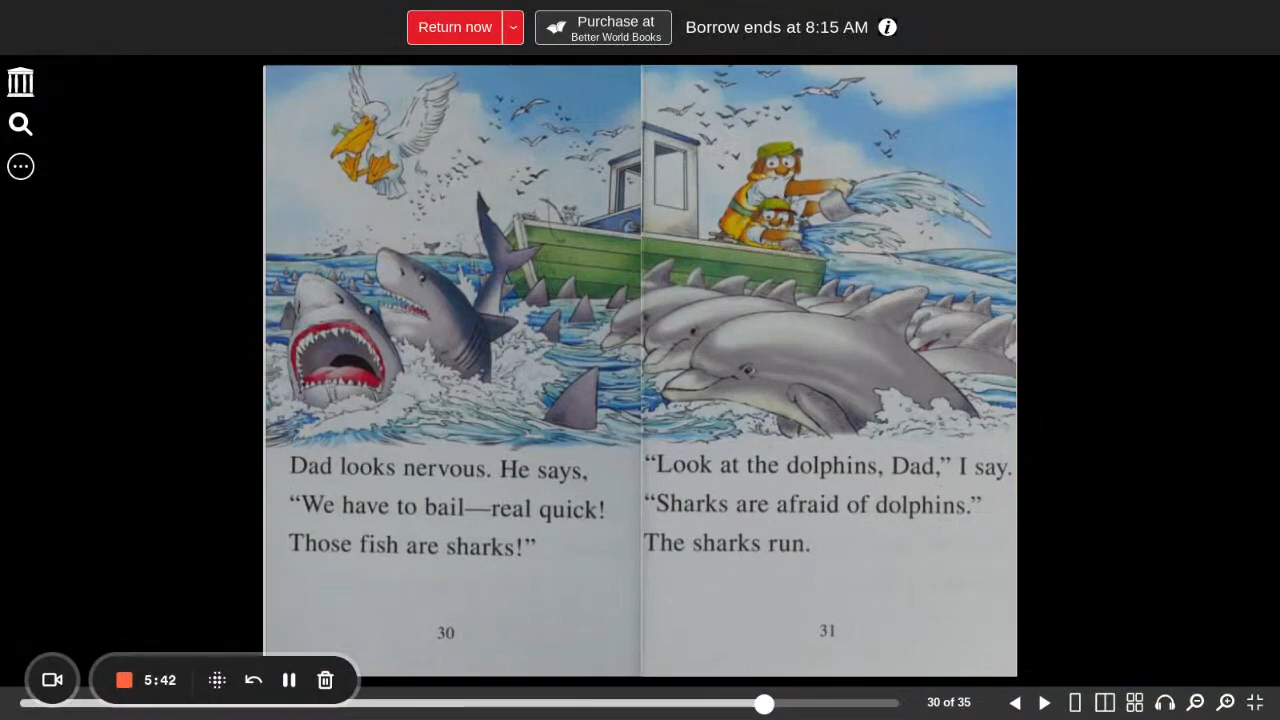 Return now
Purchase at
Better World Books
Borrow ends at 8:15 AM
Dad looks nervous. He says,
“We have to bail—real quick!
Those fish are sharks!”
30
“Look at the dolphins, Dad,” I say.
“Sharks are afraid of dolphins.”
The sharks run.
31
5:42
30 of 35